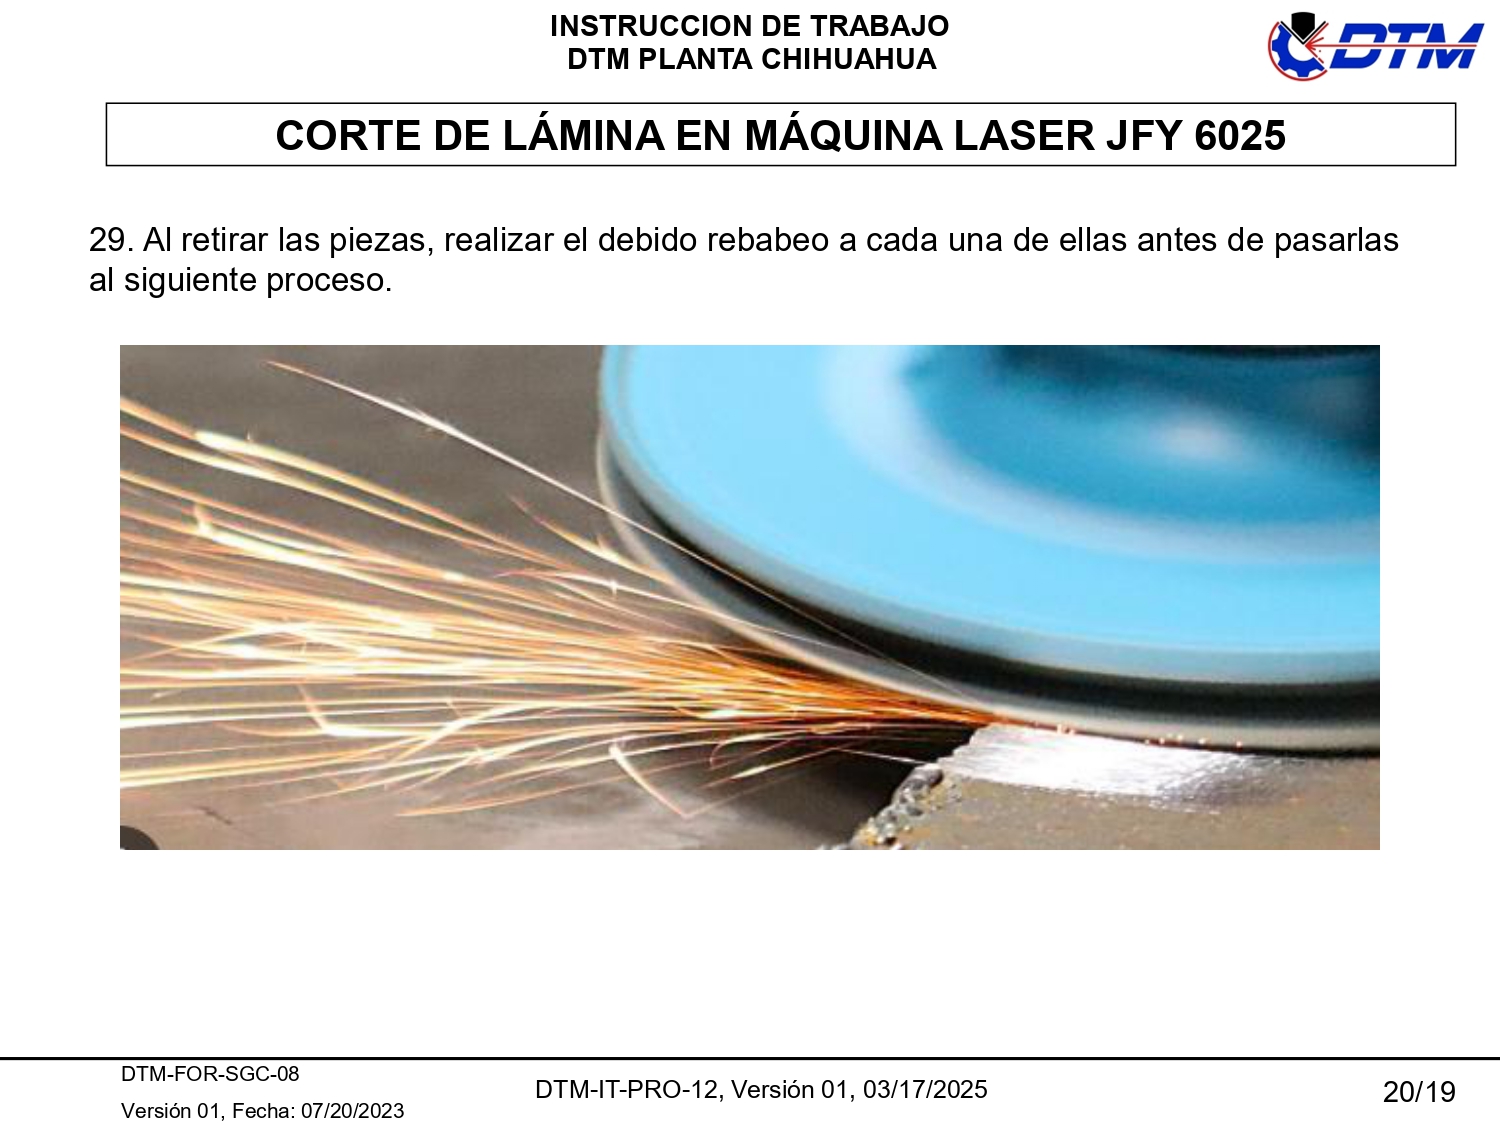 INSTRUCCION DE TRABAJO
DTM PLANTA CHIHUAHUA
DTM
CORTE DE LÁMINA EN MÁQUINA LASER JFY 6025
29. Al retirar las piezas, realizar el debido rebabeo a cada una de ellas antes de pasarlas
al siguiente proceso.
DTM-FOR-SGC-08
Versión 01, Fecha: 07/20/2023
DTM-IT-PRO-12, Versión 01, 03/17/2025
20/19